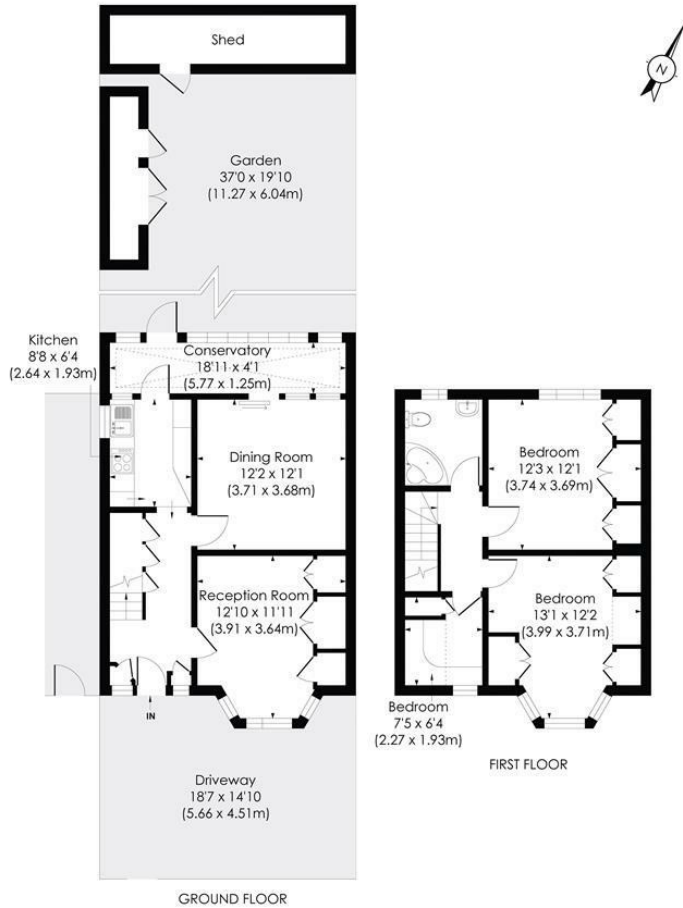 Shed
N
Garden
37'0 x 19'10
(11.27 x 6.04m)
Kitchen
8'8 x 6'4
(2.64 x 1.93m)
Conservatory
18'11 x 4'1
(5.77 x 1.25m)
Dining Room
12'2 x 12'1
(3.71 x 3.68m)
Bedroom
12'3 x 12'1
(3.74 x 3.69m)
Reception Room
12'10 x 11'11
(3.91 x 3.64m)
Bedroom
13'1 x 12'2
(3.99 x 3.71m)
IN
Bedroom
7'5 x 6'4
(2.27 x 1.93m)
FIRST FLOOR
Driveway
18'7 x 14'10
(5.66 x 4.51m)
GROUND FLOOR